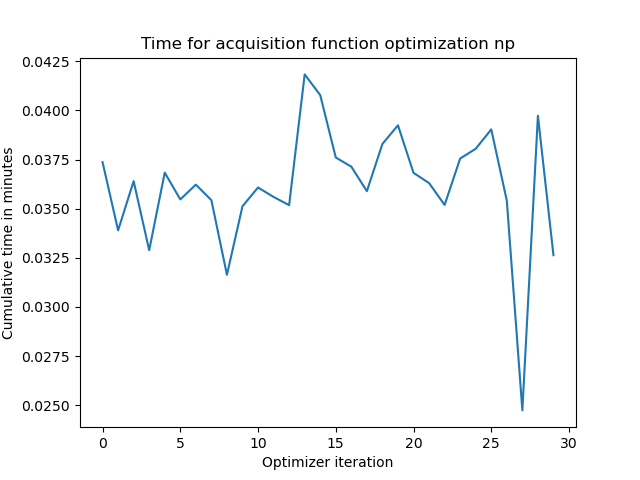 Time for acquisition function optimization np
Cumulative time in minutes
0.0425
0.0400
0.0375
0.0350
0.0325
0.0300
0.0275
0.0250
0 5 10 15 20 25 30
Optimizer iteration